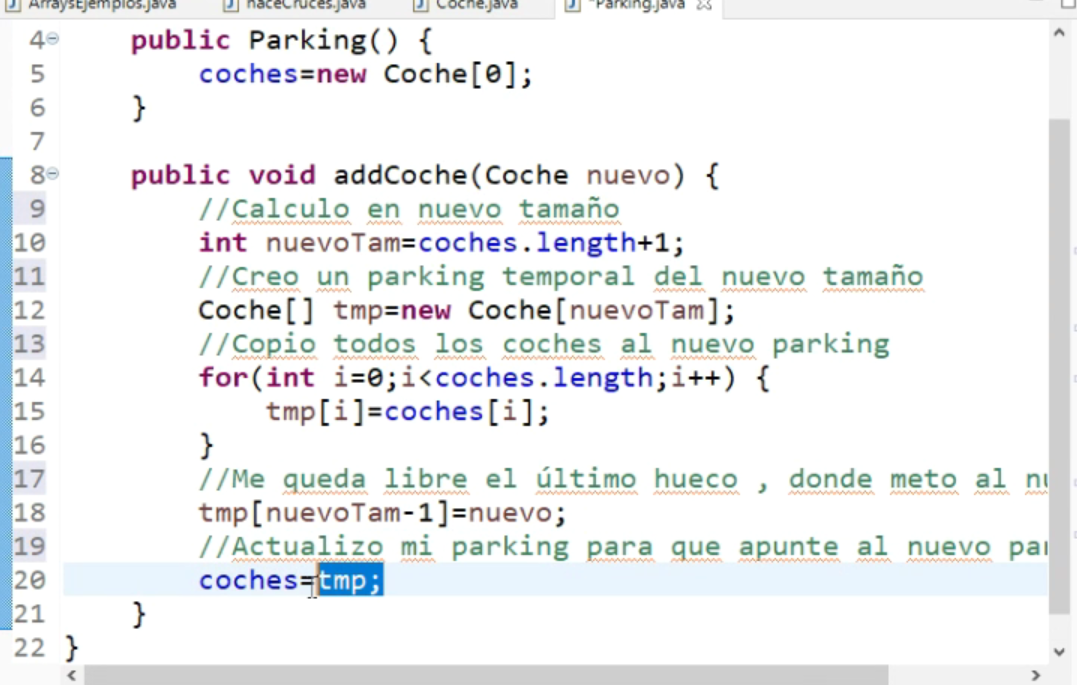 ArraysEjemplos.java haceCruces.java Coche.java *Parking.java
4 public Parking() {
5 coches=new Coche[0];
6 }
7
8 public void addCoche(Coche nuevo) {
9 //Calculo en nuevo tamaño
10 int nuevoTam=coches.length+1;
11 //Creo un parking temporal del nuevo tamaño
12 Coche[] tmp=new Coche[nuevoTam];
13 //Copio todos los coches al nuevo parking
14 for(int i=0;i<coches.length;i++) {
15 tmp[i]=coches[i];
16 }
17 //Me queda libre el último hueco , donde meto al
18 tmp[nuevoTam-1]=nuevo;
19 //Actualizo mi parking para que apunte al nuevo
20 coches=tmp;
21 }
22 }